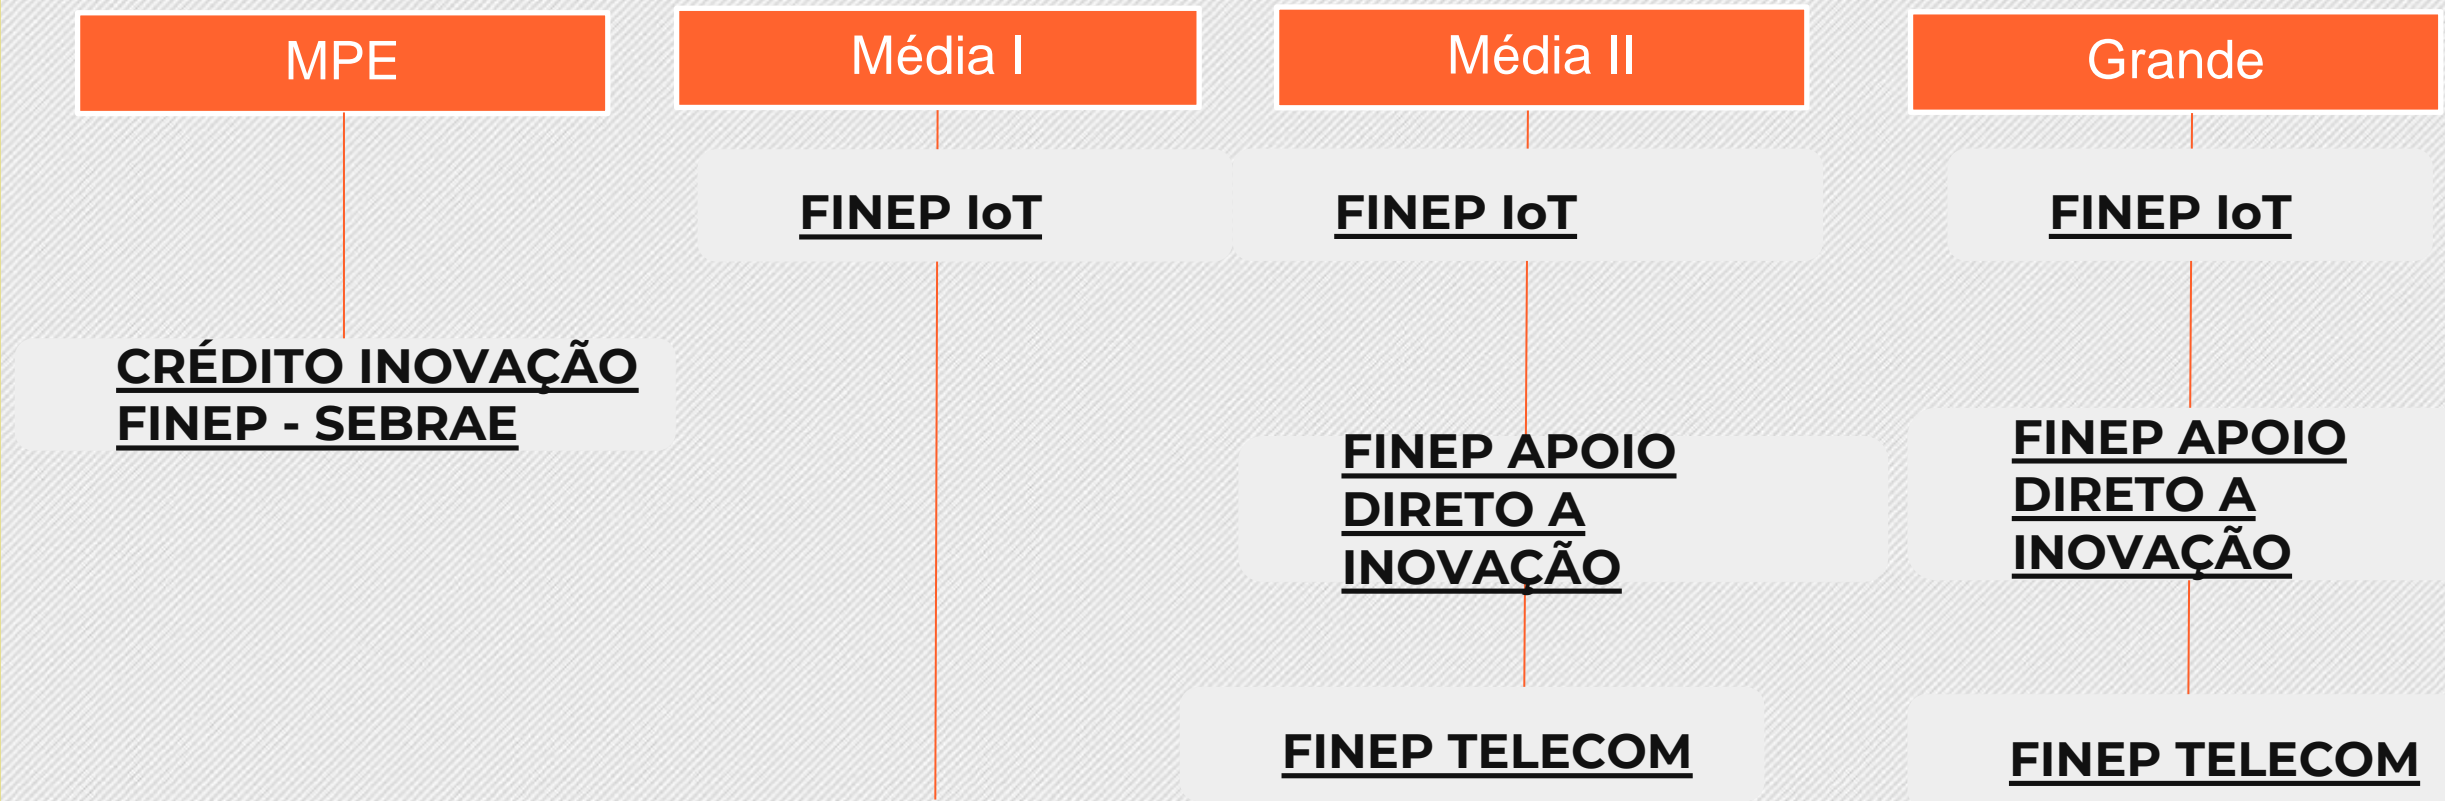 MPE
Média I
Média II
Grande
FINEP IoT
FINEP IoT
FINEP IoT
CRÉDITO INOVAÇÃO
FINEP - SEBRAE
FINEP APOIO
DIRETO A
INOVAÇÃO
FINEP APOIO
DIRETO A
INOVAÇÃO
FINEP TELECOM
FINEP TELECOM